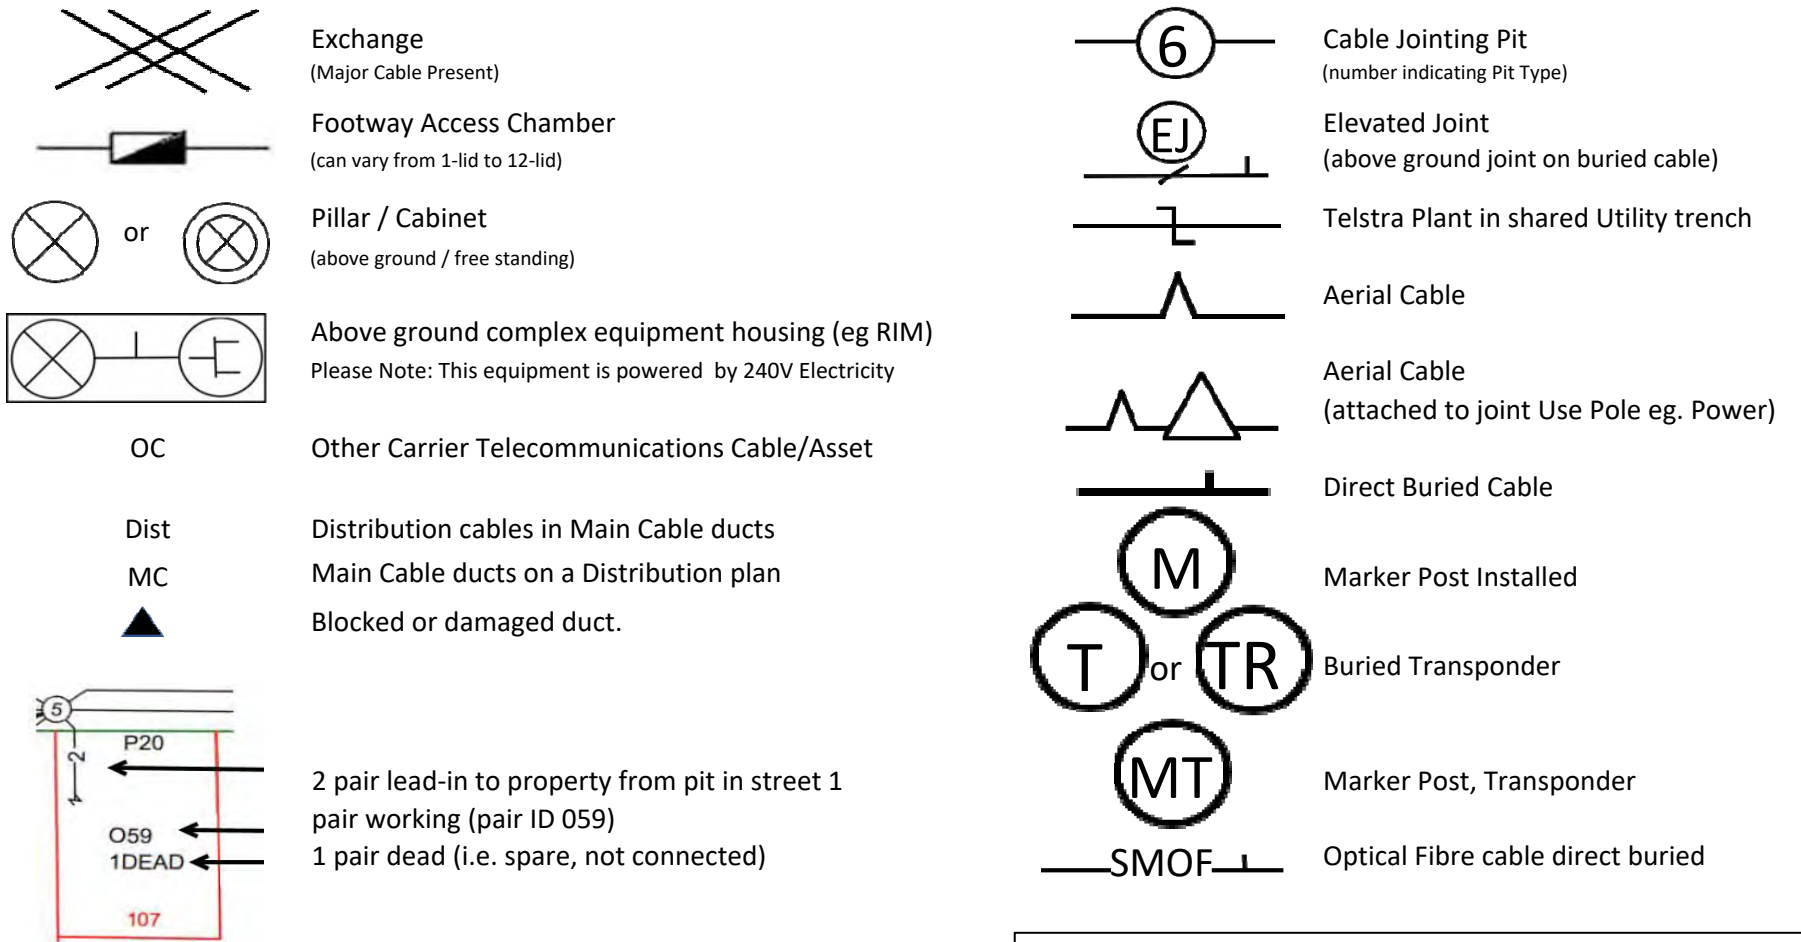 Exchange
(Major Cable Present)
Footway Access Chamber
(can vary from 1-lid to 12-lid)
or
Pillar / Cabinet
(above ground / free standing)
Above ground complex equipment housing (eg RIM)
Please Note: This equipment is powered by 240V Electricity
OC Other Carrier Telecommunications Cable/Asset
Dist Distribution cables in Main Cable ducts
MC Main Cable ducts on a Distribution plan
Blocked or damaged duct.
5
P20
2
O59
1DEAD
107
2 pair lead-in to property from pit in street 1
pair working (pair ID 059)
1 pair dead (i.e. spare, not connected)
6
Cable Jointing Pit
(number indicating Pit Type)
EJ
Elevated Joint
(above ground joint on buried cable)
Telstra Plant in shared Utility trench
Aerial Cable
Aerial Cable
(attached to joint Use Pole eg. Power)
Direct Buried Cable
M Marker Post Installed
T or TR Buried Transponder
MT Marker Post, Transponder
SMOF Optical Fibre cable direct buried